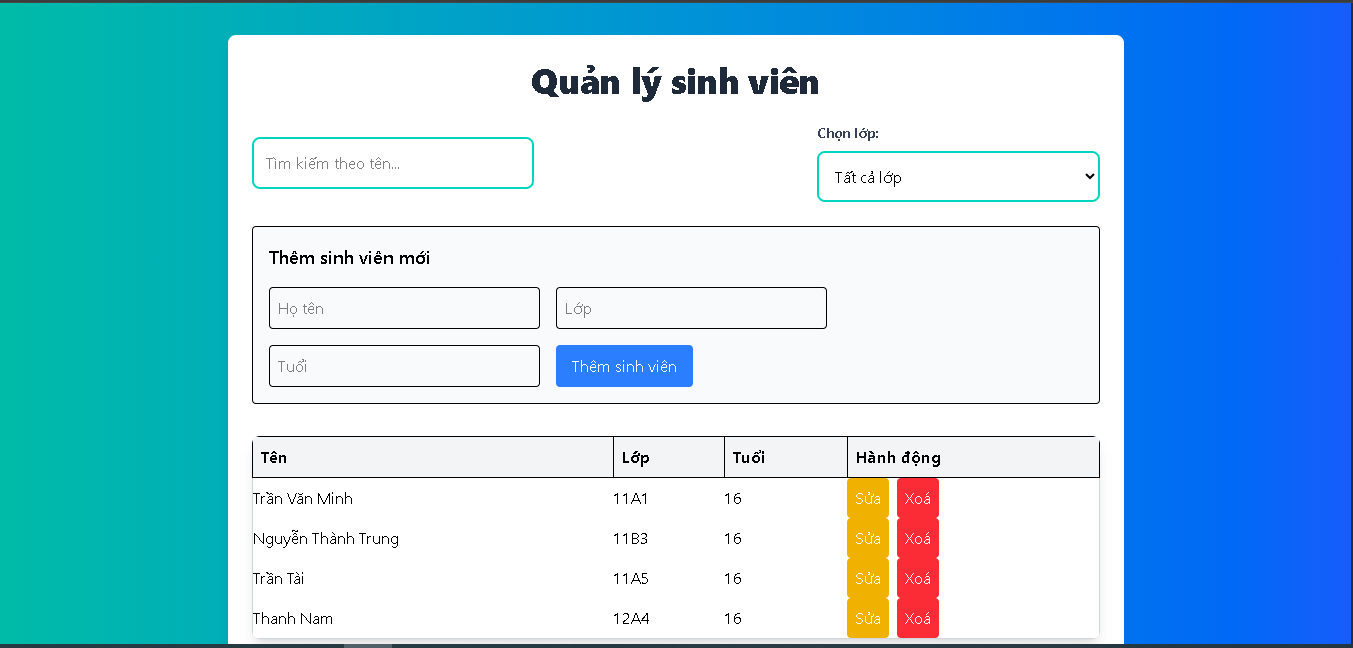 Quản lý sinh viên
Chọn lớp:
Tìm kiếm theo tên...
Tất cả lớp
Thêm sinh viên mới
Họ tên
Lớp
Tuổi
Thêm sinh viên
Tên Lớp Tuổi Hành động
Trần Văn Minh 11A1 16 Sửa Xoá
Nguyễn Thành Trung 11B3 16 Sửa Xoá
Trần Tài 11A5 16 Sửa Xoá
Thanh Nam 12A4 16 Sửa Xoá